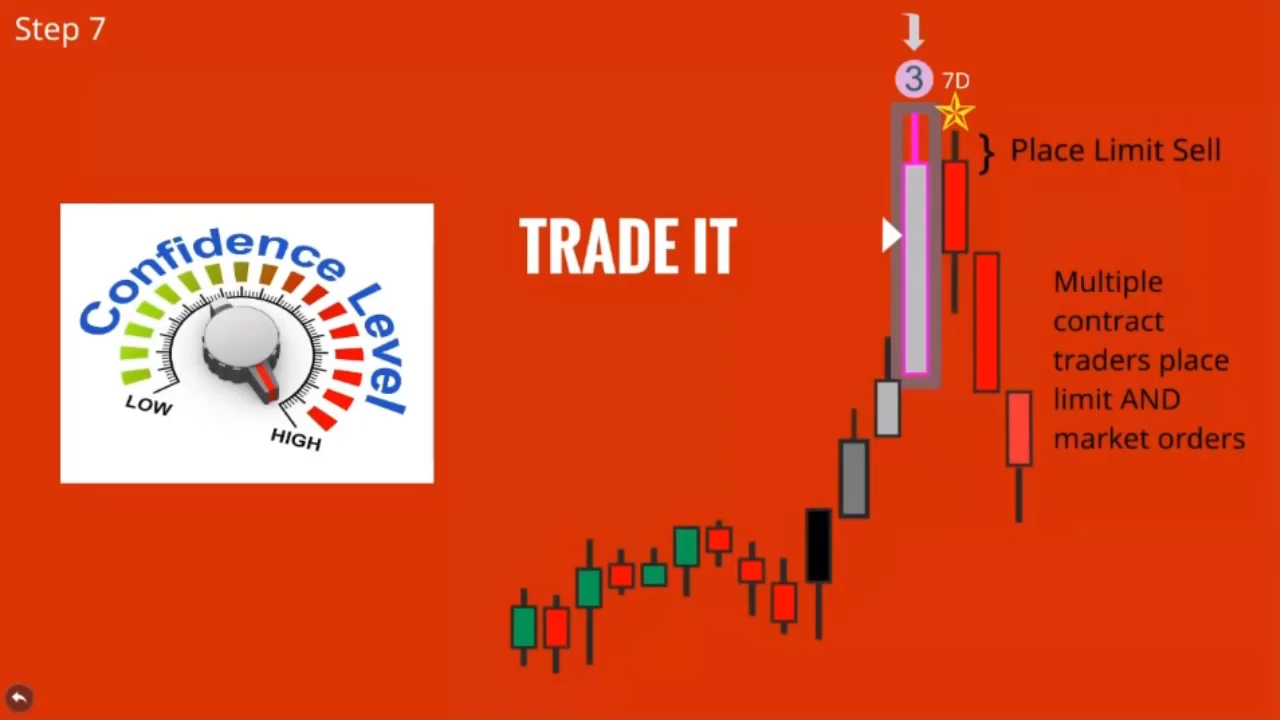 Step 7
3
7D
Place Limit Sell
TRADE IT
Confidence Level
LOW
HIGH
Multiple
contract
traders place
limit AND
market orders